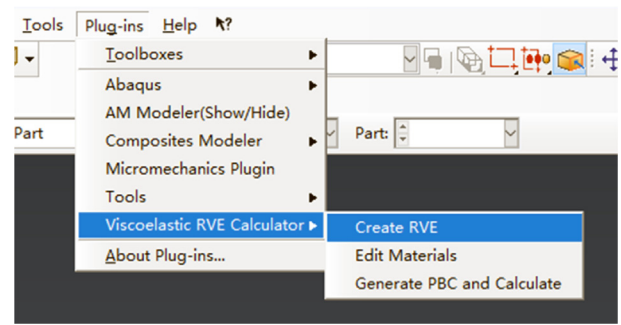 Tools Plug-ins Help
Toolboxes
Abaqus
AM Modeler(Show/Hide)
Part Composites Modeler Part:
Micromechanics Plugin
Tools
Viscoelastic RVE Calculator Create RVE
About Plug-ins... Edit Materials
Generate PBC and Calculate